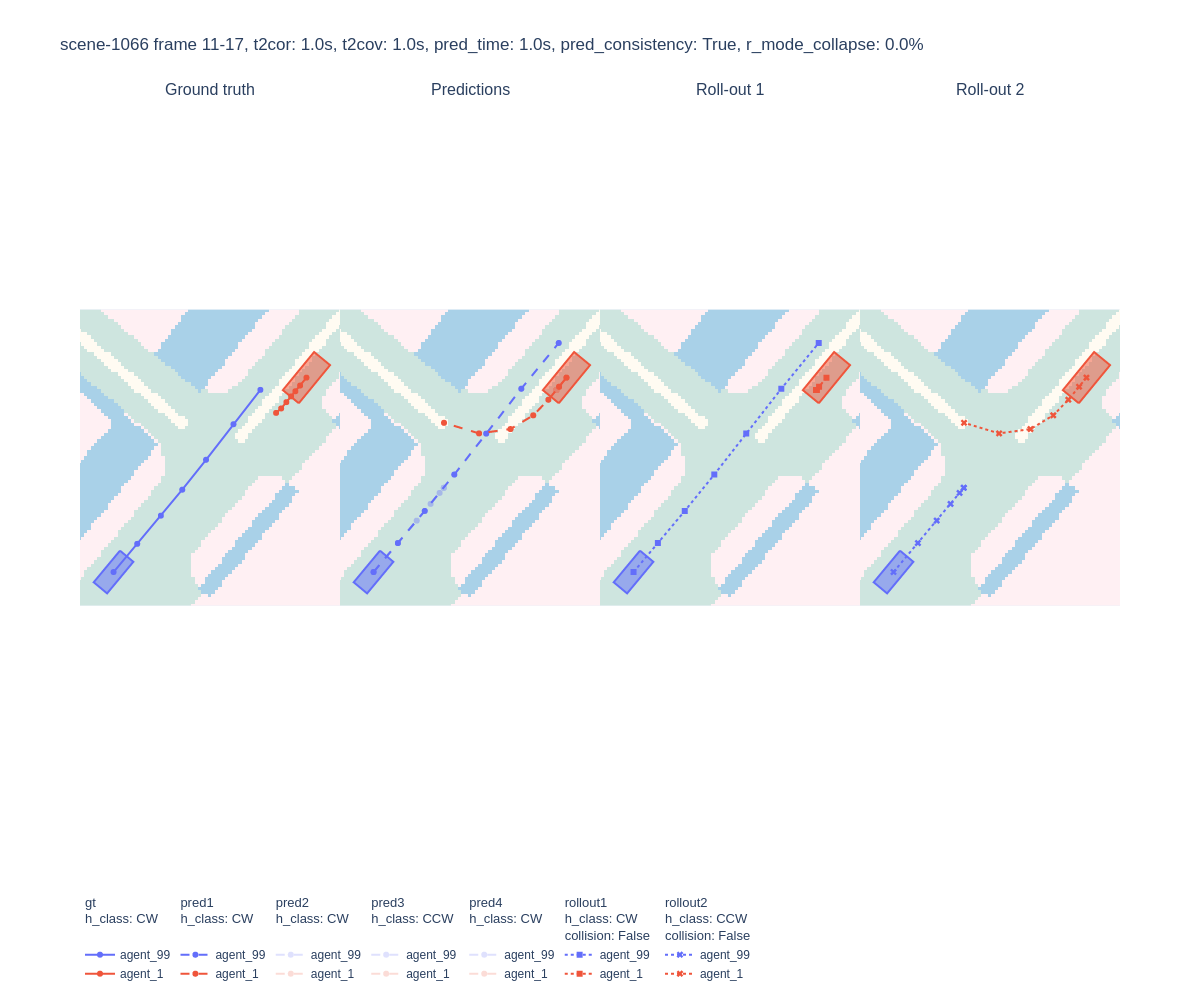 scene-1066 frame 11-17, t2cor: 1.0s, t2cov: 1.0s, pred_time: 1.0s, pred_consistency: True, r_mode_collapse: 0.0%
Ground truth Predictions Roll-out 1 Roll-out 2
gt pred1 pred2 pred3 pred4 rollout1 rollout2
h_class: CW h_class: CW h_class: CW h_class: CCW h_class: CW h_class: CW h_class: CCW
collision: False collision: False
agent_99 agent_99 agent_99 agent_99 agent_99 agent_99 agent_99
agent_1 agent_1 agent_1 agent_1 agent_1 agent_1 agent_1